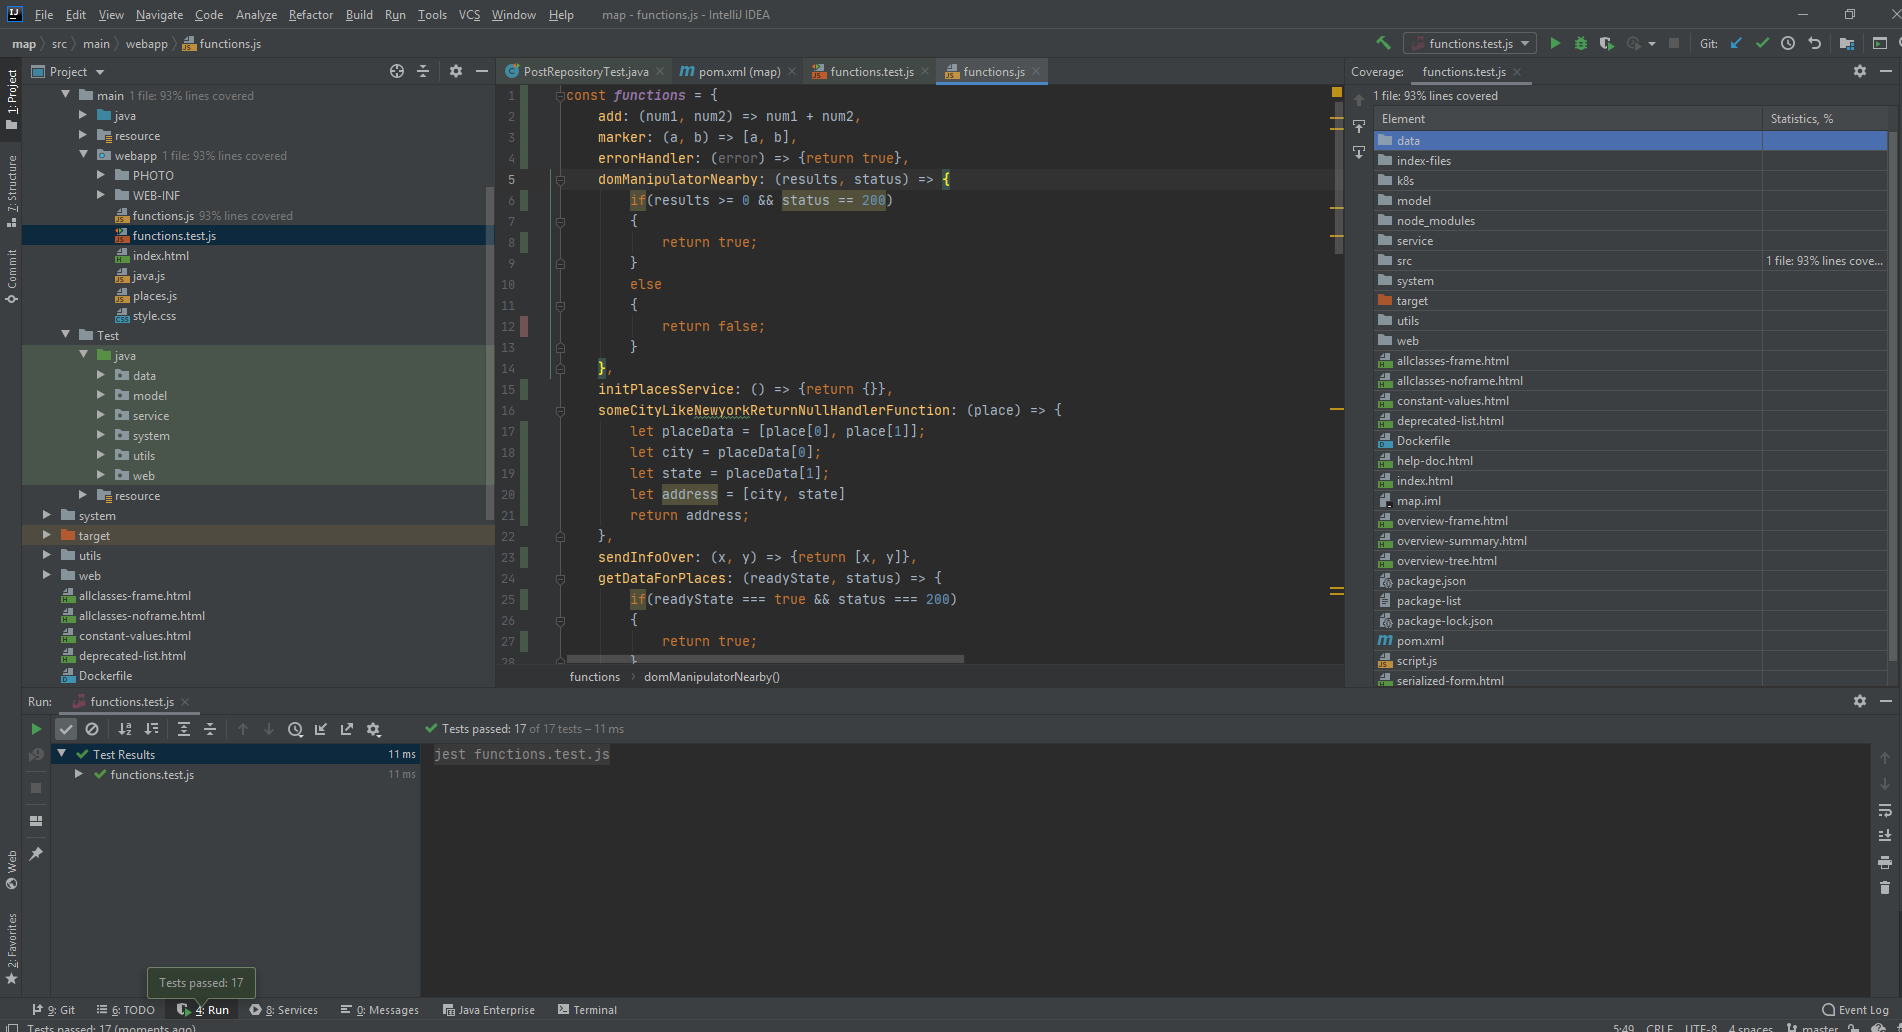 File Edit View Navigate Code Analyze Refactor Build Run Tools VCS Window Help map - functions.js - IntelliJ IDEA
map src main webapp functions.js functions.test.js Git:
Project PostRepositoryTest.java pom.xml (map) functions.test.js functions.js Coverage: functions.test.js
1: Project
7: Structure
Commit
Web
2: Favorites
main 1 file: 93% lines covered
java
resource
webapp 1 file: 93% lines covered
PHOTO
WEB-INF
functions.js 93% lines covered
functions.test.js
index.html
java.js
places.js
style.css
Test
java
data
model
service
system
utils
web
resource
system
target
utils
web
allclasses-frame.html
allclasses-noframe.html
constant-values.html
deprecated-list.html
Dockerfile
1 const functions = {
2 add: (num1, num2) => num1 + num2,
3 marker: (a, b) => [a, b],
4 errorHandler: (error) => {return true},
5 domManipulatorNearby: (results, status) => {
6 if(results >= 0 && status == 200)
7 {
8 return true;
9 }
10 else
11 {
12 return false;
13 }
14 },
15 initPlacesService: () => {return {}},
16 someCityLikeNewyorkReturnNullHandlerFunction: (place) => {
17 let placeData = [place[0], place[1]];
18 let city = placeData[0];
19 let state = placeData[1];
20 let address = [city, state]
21 return address;
22 },
23 sendInfoOver: (x, y) => {return [x, y]},
24 getDataForPlaces: (readyState, status) => {
25 if(readyState === true && status === 200)
26 {
27 return true;
28 }
functions domManipulatorNearby()
1 file: 93% lines covered
Element Statistics, %
data
index-files
k8s
model
node_modules
service
src 1 file: 93% lines cove...
system
target
utils
web
allclasses-frame.html
allclasses-noframe.html
constant-values.html
deprecated-list.html
Dockerfile
help-doc.html
index.html
map.iml
overview-frame.html
overview-summary.html
overview-tree.html
package.json
package-list
package-lock.json
pom.xml
script.js
serialized-form.html
Run: functions.test.js
Tests passed: 17 of 17 tests – 11 ms
Test Results 11 ms
functions.test.js 11 ms
jest functions.test.js
Tests passed: 17
9: Git 6: TODO 4: Run 8: Services 0: Messages Java Enterprise Terminal Event Log
Tests passed: 17 (moments ago) 5:49 CRLF UTF-8 4 spaces master